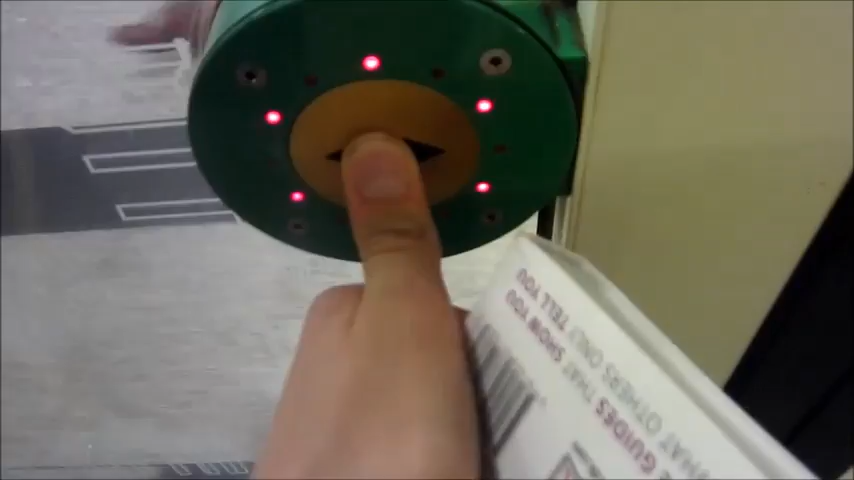 GUIDES THAT SHOW YOU
WHAT OTHERS ONLY TELL YOU